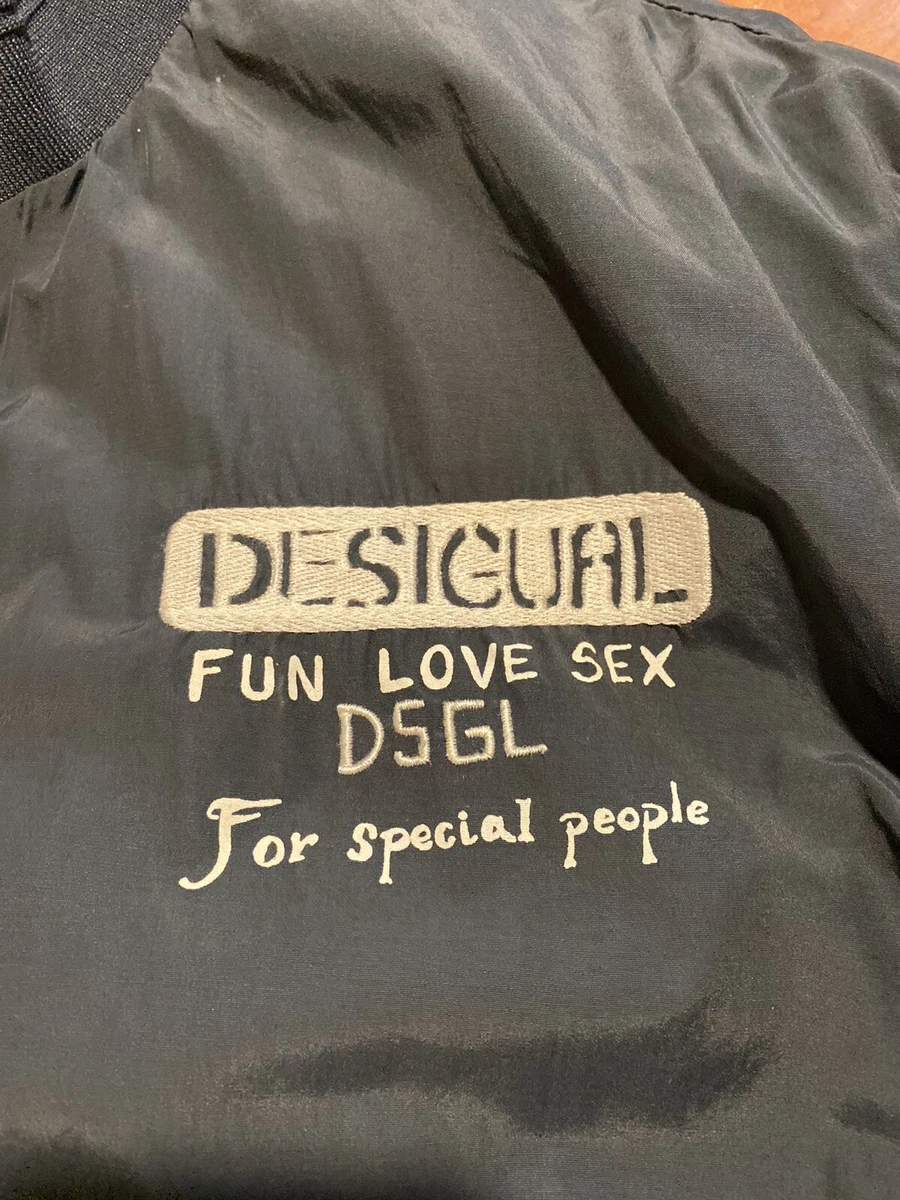 DESIGUAL
FUN LOVE SEX
DSGL
For special people